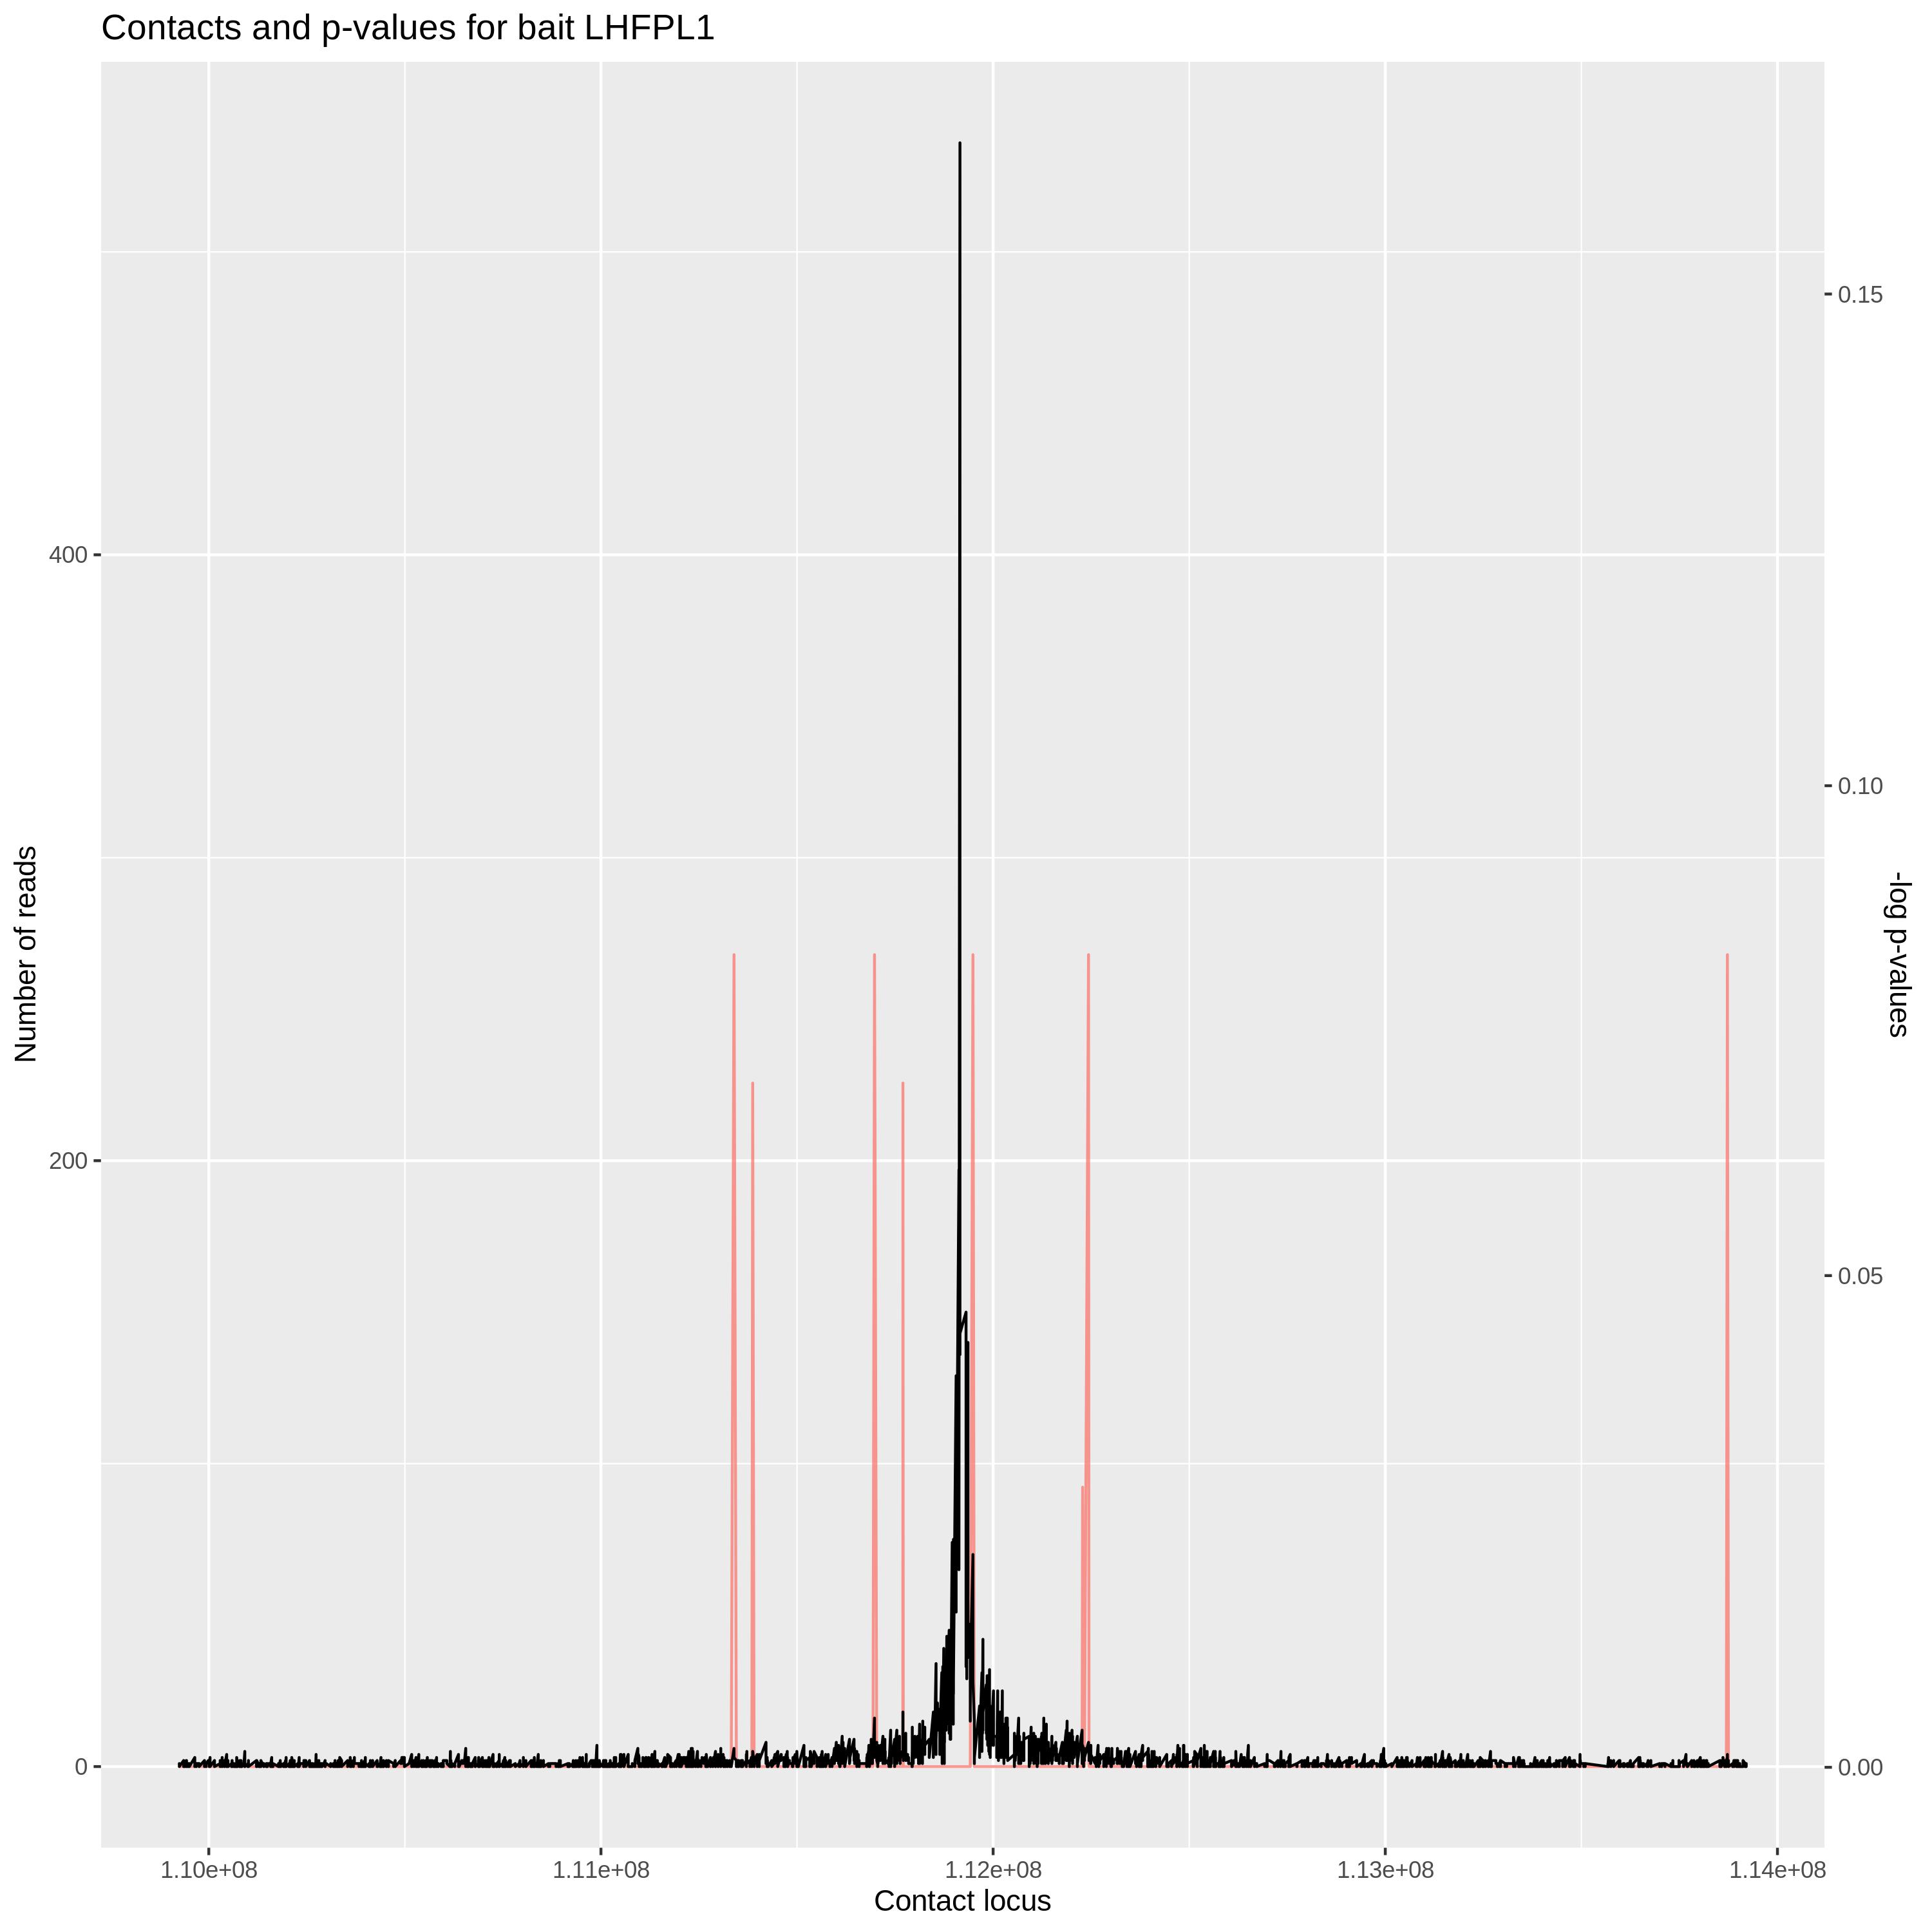 Contacts and p-values for bait LHFPL1
Number of reads
400
200
0
0.15
0.10
0.05
0.00
-log p-values
1.10e+08
1.11e+08
1.12e+08
1.13e+08
1.14e+08
Contact locus